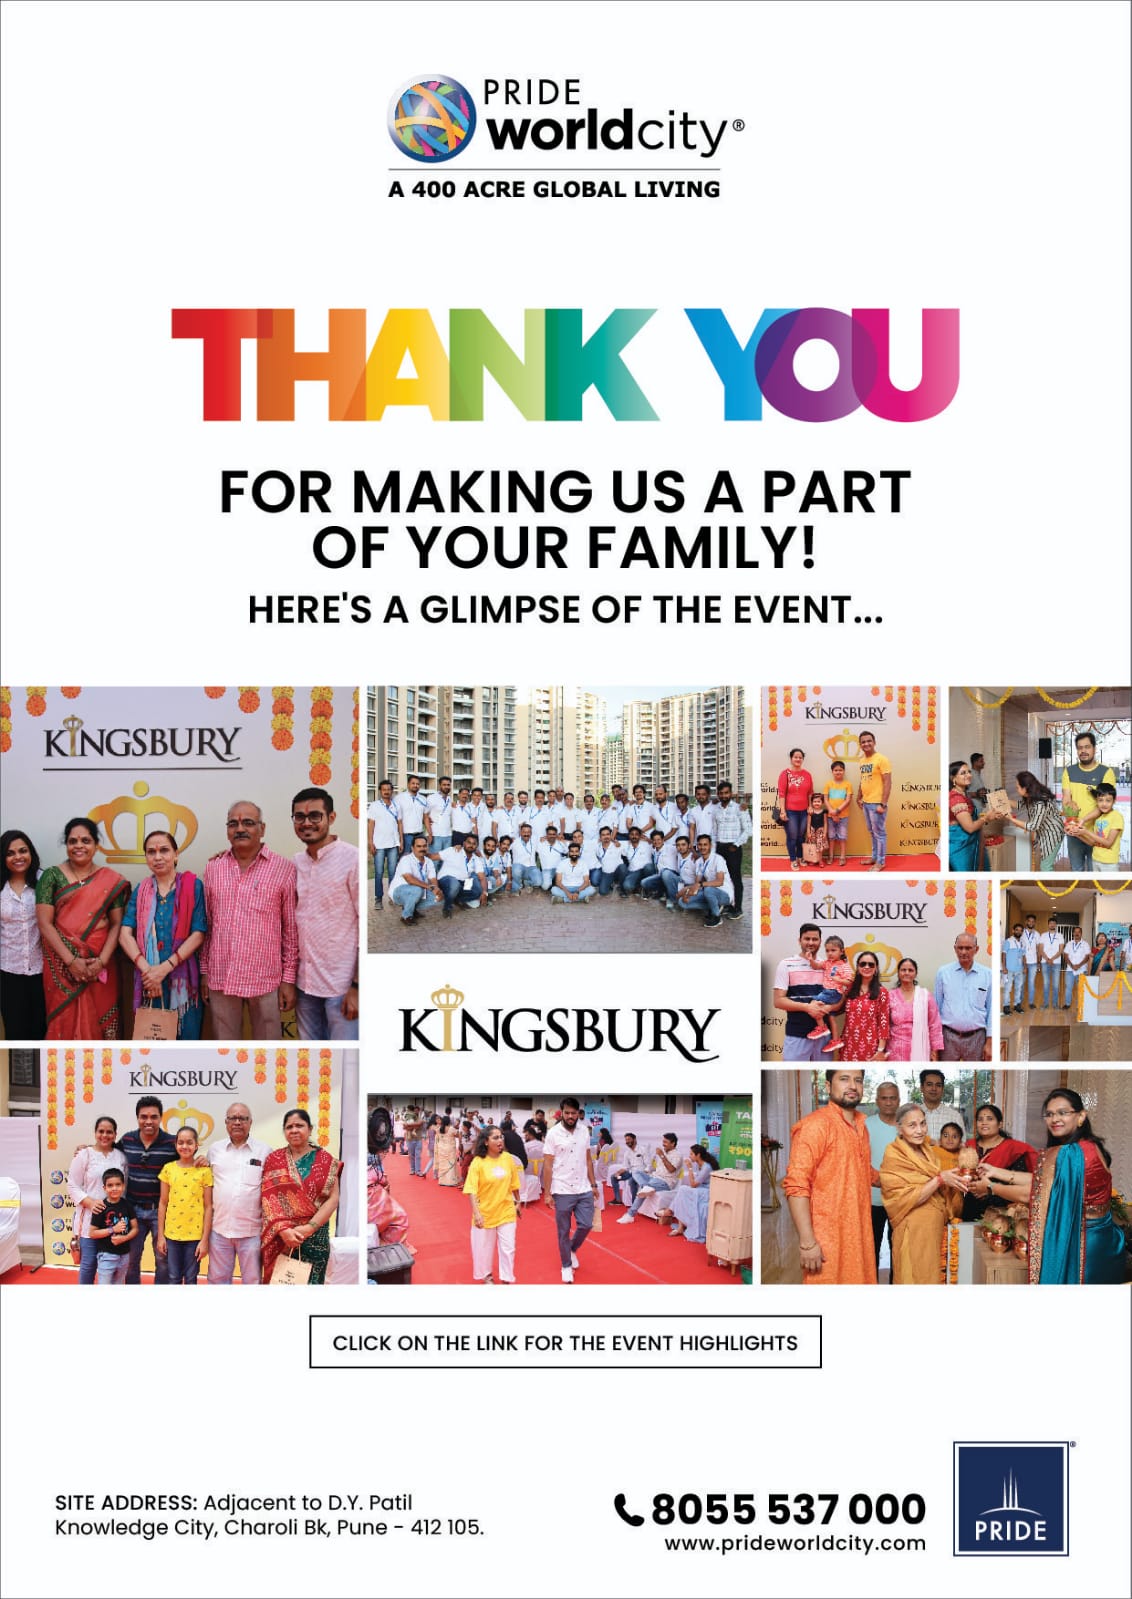 PRIDE
worldcity®
A 400 ACRE GLOBAL LIVING
THANK YOU
FOR MAKING US A PART
OF YOUR FAMILY!
HERE'S A GLIMPSE OF THE EVENT...
KINGSBURY
KINGSBURY
KINGSBURY
KINGSBURY
KINGSBURY
KINGSBURY
CLICK ON THE LINK FOR THE EVENT HIGHLIGHTS
SITE ADDRESS: Adjacent to D.Y. Patil
Knowledge City, Charoli Bk, Pune - 412 105.
8055 537 000
www.prideworldcity.com
PRIDE
®